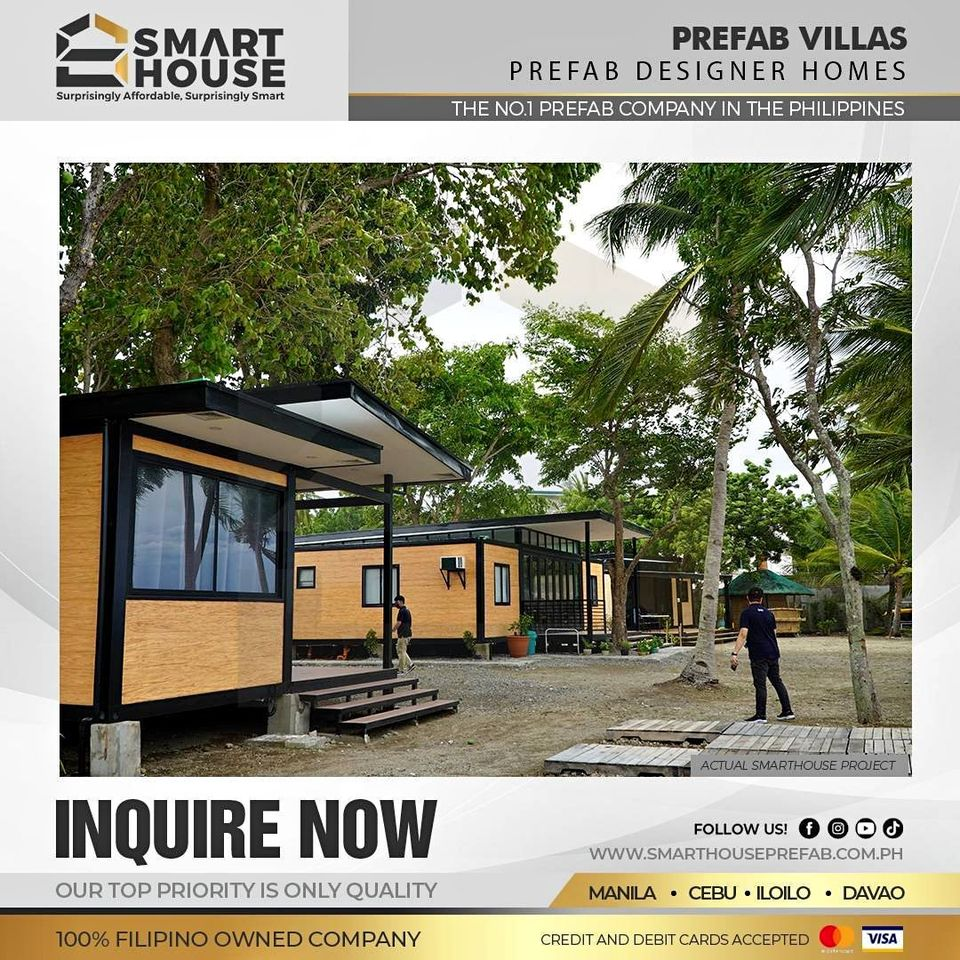 SMART
HOUSE
Surprisingly Affordable, Surprisingly Smart
PREFAB VILLAS
PREFAB DESIGNER HOMES
THE NO.1 PREFAB COMPANY IN THE PHILIPPINES
ACTUAL SMARTHOUSE PROJECT
INQUIRE NOW
OUR TOP PRIORITY IS ONLY QUALITY
FOLLOW US!
WWW.SMARTHOUSEPREFAB.COM.PH
MANILA • CEBU • ILOILO • DAVAO
100% FILIPINO OWNED COMPANY
CREDIT AND DEBIT CARDS ACCEPTED
mastercard
VISA